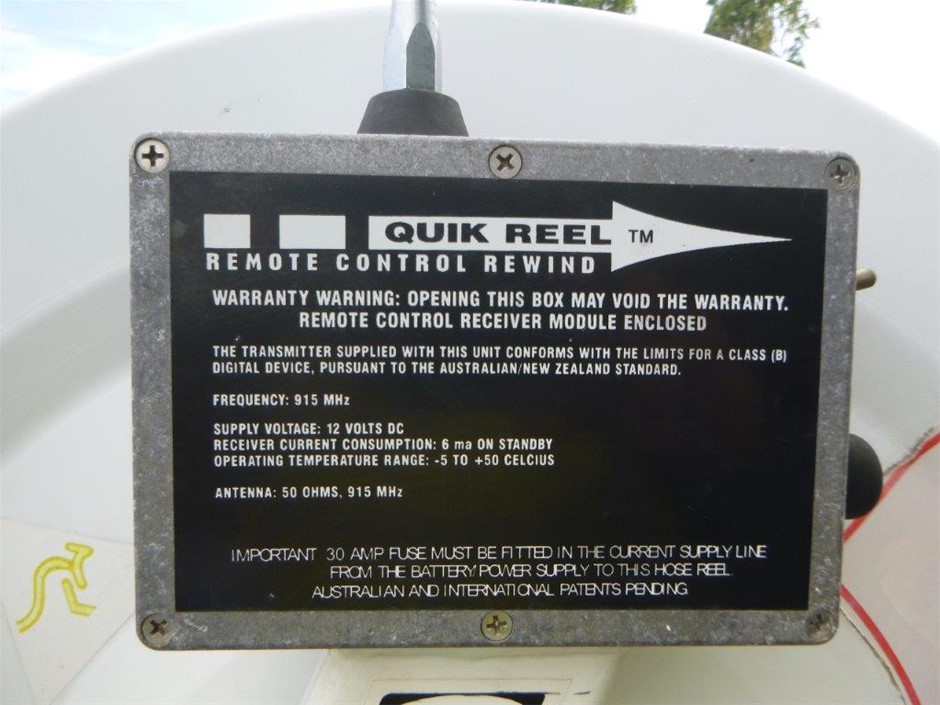 QUIK REEL TM
REMOTE CONTROL REWIND
WARRANTY WARNING: OPENING THIS BOX MAY VOID THE WARRANTY.
REMOTE CONTROL RECEIVER MODULE ENCLOSED
THE TRANSMITTER SUPPLIED WITH THIS UNIT CONFORMS WITH THE LIMITS FOR A CLASS (B)
DIGITAL DEVICE, PURSUANT TO THE AUSTRALIAN/NEW ZEALAND STANDARD.
FREQUENCY: 915 MHz
SUPPLY VOLTAGE: 12 VOLTS DC
RECEIVER CURRENT CONSUMPTION: 6 ma ON STANDBY
OPERATING TEMPERATURE RANGE: -5 TO +50 CELCIUS
ANTENNA: 50 OHMS, 915 MHz
IMPORTANT 30 AMP FUSE MUST BE FITTED IN THE CURRENT SUPPLY LINE
FROM THE BATTERY/POWER SUPPLY TO THIS HOSE REEL.
AUSTRALIAN AND INTERNATIONAL PATENTS PENDING.